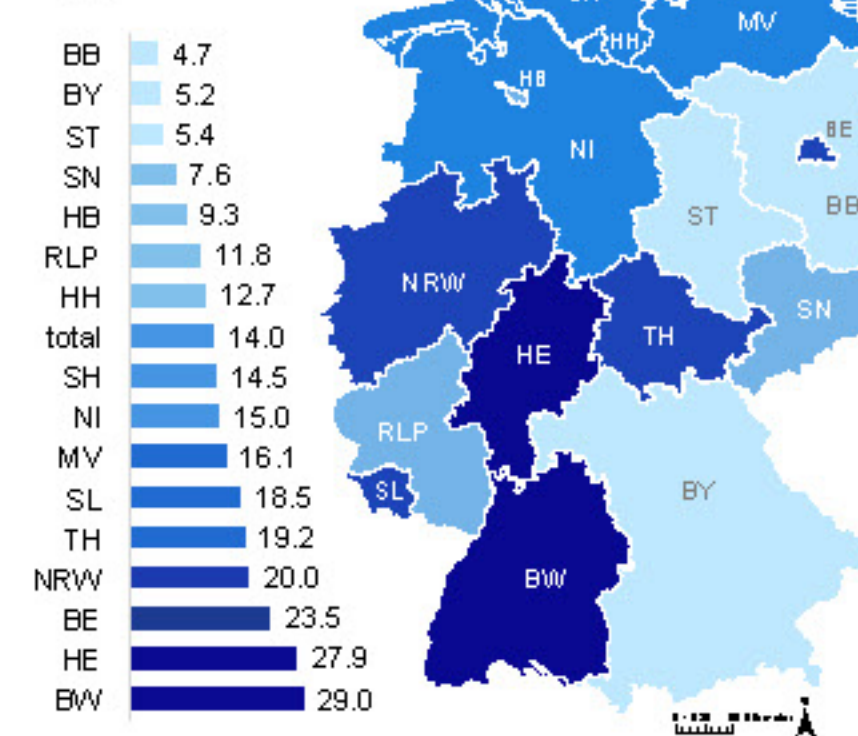 BB 4.7
BY 5.2
ST 5.4
SN 7.6
HB 9.3
RLP 11.8
HH 12.7
total 14.0
SH 14.5
NI 15.0
MV 16.1
SL 18.5
TH 19.2
NRW 20.0
BE 23.5
HE 27.9
BW 29.0
MV
HH
HB
BE
NI
BB
ST
NRW
SN
TH
HE
RLP
SL
BY
BW